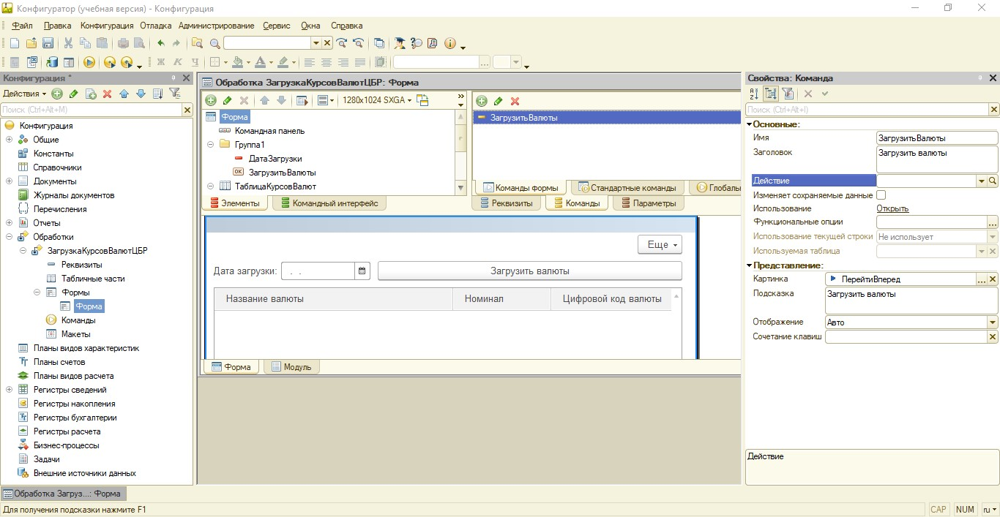 Конфигуратор (учебная версия) - Конфигурация
Файл Правка Конфигурация Отладка Администрирование Сервис Окна Справка
Ж К Ч
Конфигурация *
Действия
Поиск (Ctrl+Alt+M)
Конфигурация
Общие
Константы
Справочники
Документы
Журналы документов
Перечисления
Отчеты
Обработки
ЗагрузкаКурсовВалютЦБР
Реквизиты
Табличные части
Формы
Форма
Команды
Макеты
Планы видов характеристик
Планы счетов
Планы видов расчета
Регистры сведений
Регистры накопления
Регистры бухгалтерии
Регистры расчета
Бизнес-процессы
Задачи
Внешние источники данных
Обработка ЗагрузкаКурсовВалютЦБР: Форма
1280x1024 SXGA
Форма
Командная панель
Группа1
ДатаЗагрузки
OK ЗагрузитьВалюты
ТаблицаКурсовВалют
Элементы Командный интерфейс
ЗагрузитьВалюты
Команды формы Стандартные команды Глобаль
Реквизиты Команды Параметры
Еще
Дата загрузки: . . Загрузить валюты
Название валюты Номинал Цифровой код валюты
Форма Модуль
Свойства: Команда
Поиск (Ctrl+Alt+I)
Основные:
Имя ЗагрузитьВалюты
Заголовок Загрузить валюты
Действие
Изменяет сохраняемые данные
Использование Открыть
Функциональные опции
Использование текущей строки Не использует
Используемая таблица
Представление:
Картинка ПерейтиВперед
Подсказка Загрузить валюты
Отображение Авто
Сочетание клавиш
Действие
Обработка Загруз...: Форма
Для получения подсказки нажмите F1 CAP NUM ru